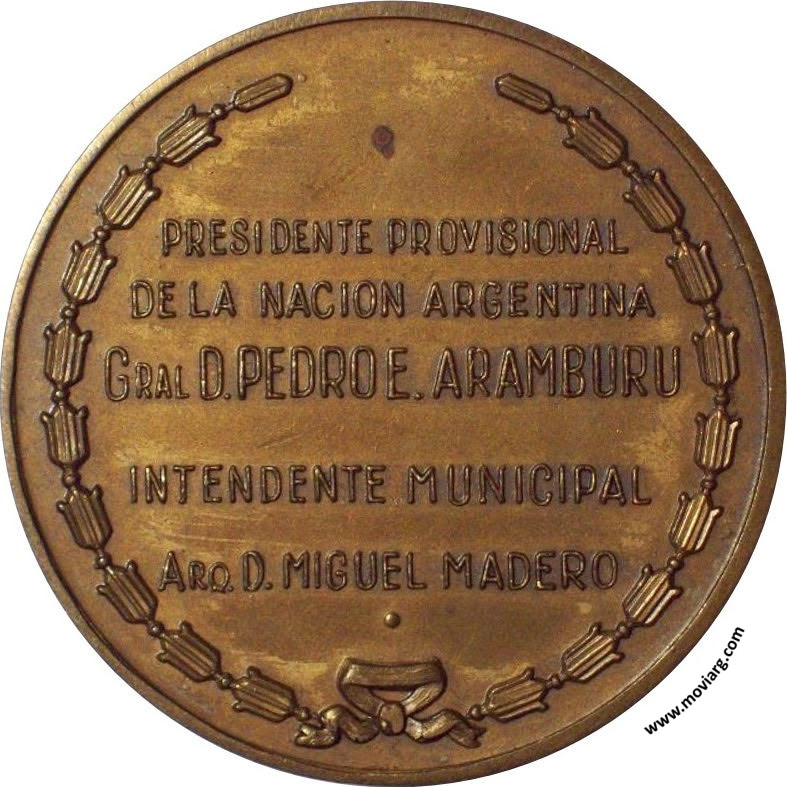 PRESIDENTE PROVISIONAL
DE LA NACION ARGENTINA
GRAL D. PEDRO E. ARAMBURU
INTENDENTE MUNICIPAL
ARQ. D. MIGUEL MADERO
www.moviarg.com